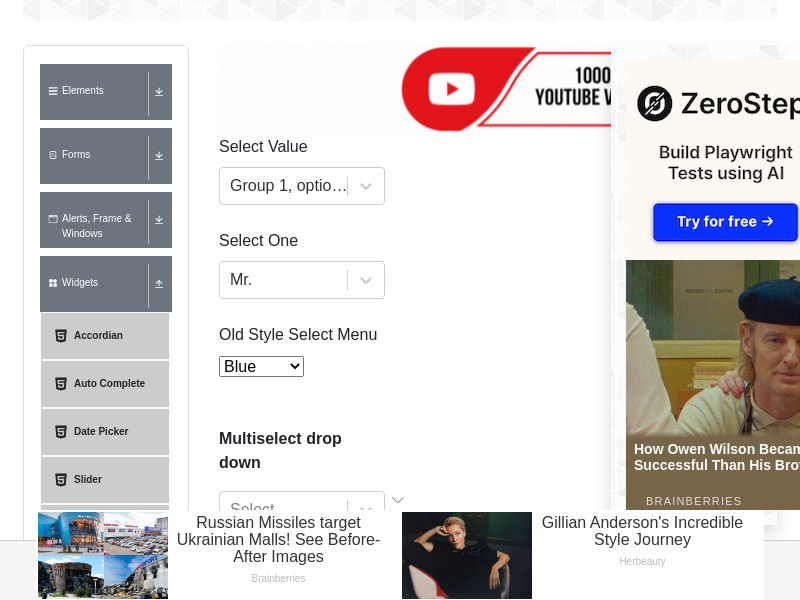 Elements
Forms
Alerts, Frame &
Windows
Widgets
Accordian
Auto Complete
Date Picker
Slider
1000
YOUTUBE V
Select Value
Group 1, optio...
Select One
Mr.
Old Style Select Menu
Blue
Multiselect drop
down
Select...
ZeroStep
Build Playwright
Tests using AI
Try for free →
How Owen Wilson Becam
Successful Than His Bro
BRAINBERRIES
Russian Missiles target
Ukrainian Malls! See Before-
After Images
Brainberries
Gillian Anderson's Incredible
Style Journey
Herbeauty